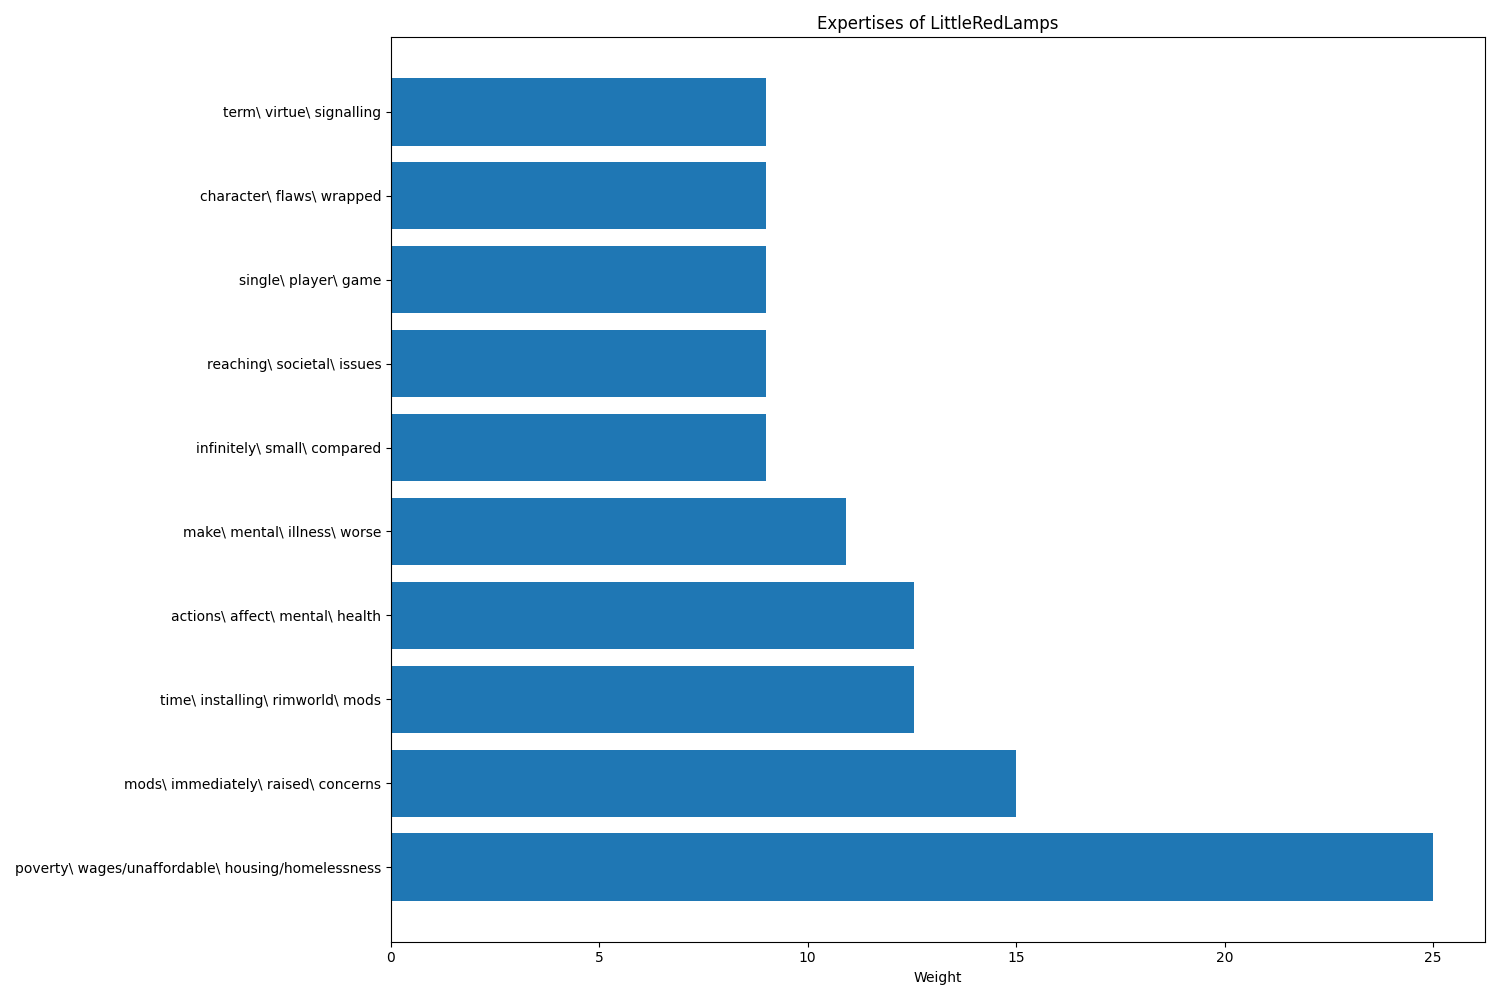 Expertises of LittleRedLamps
term\ virtue\ signalling
character\ flaws\ wrapped
single\ player\ game
reaching\ societal\ issues
infinitely\ small\ compared
make\ mental\ illness\ worse
actions\ affect\ mental\ health
time\ installing\ rimworld\ mods
mods\ immediately\ raised\ concerns
poverty\ wages/unaffordable\ housing/homelessness
0 5 10 15 20 25
Weight